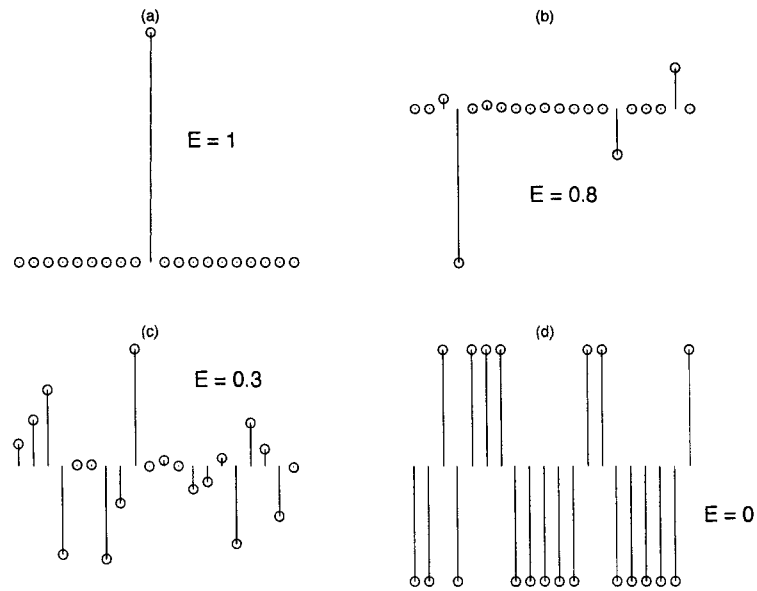 (a)
E = 1
(b)
E = 0.8
(c)
E = 0.3
(d)
E = 0